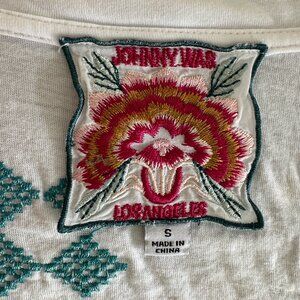 JOHNNY WAS
LOS ANGELES
S
MADE IN
CHINA